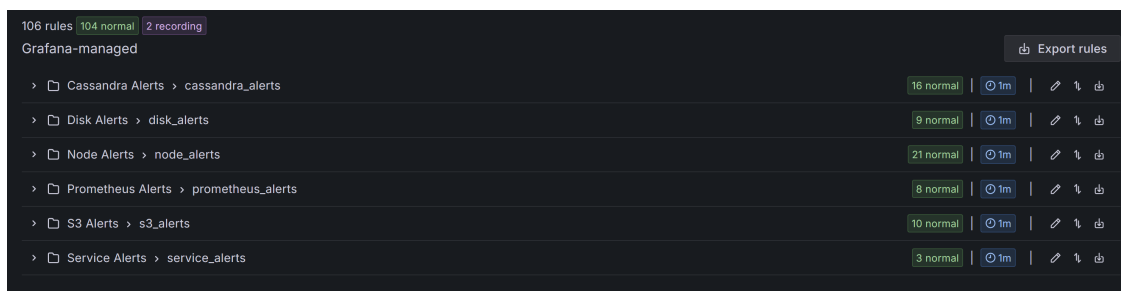 106 rules 104 normal 2 recording
Grafana-managed Export rules
Cassandra Alerts > cassandra_alerts 16 normal 1m
Disk Alerts > disk_alerts 9 normal 1m
Node Alerts > node_alerts 21 normal 1m
Prometheus Alerts > prometheus_alerts 8 normal 1m
S3 Alerts > s3_alerts 10 normal 1m
Service Alerts > service_alerts 3 normal 1m